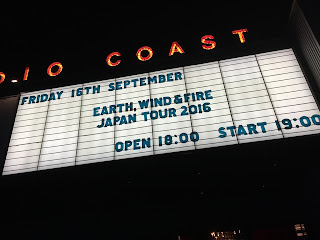 IO COAST
FRIDAY 16TH SEPTEMBER
EARTH, WIND & FIRE
JAPAN TOUR 2016
OPEN 18:00 START 19:00